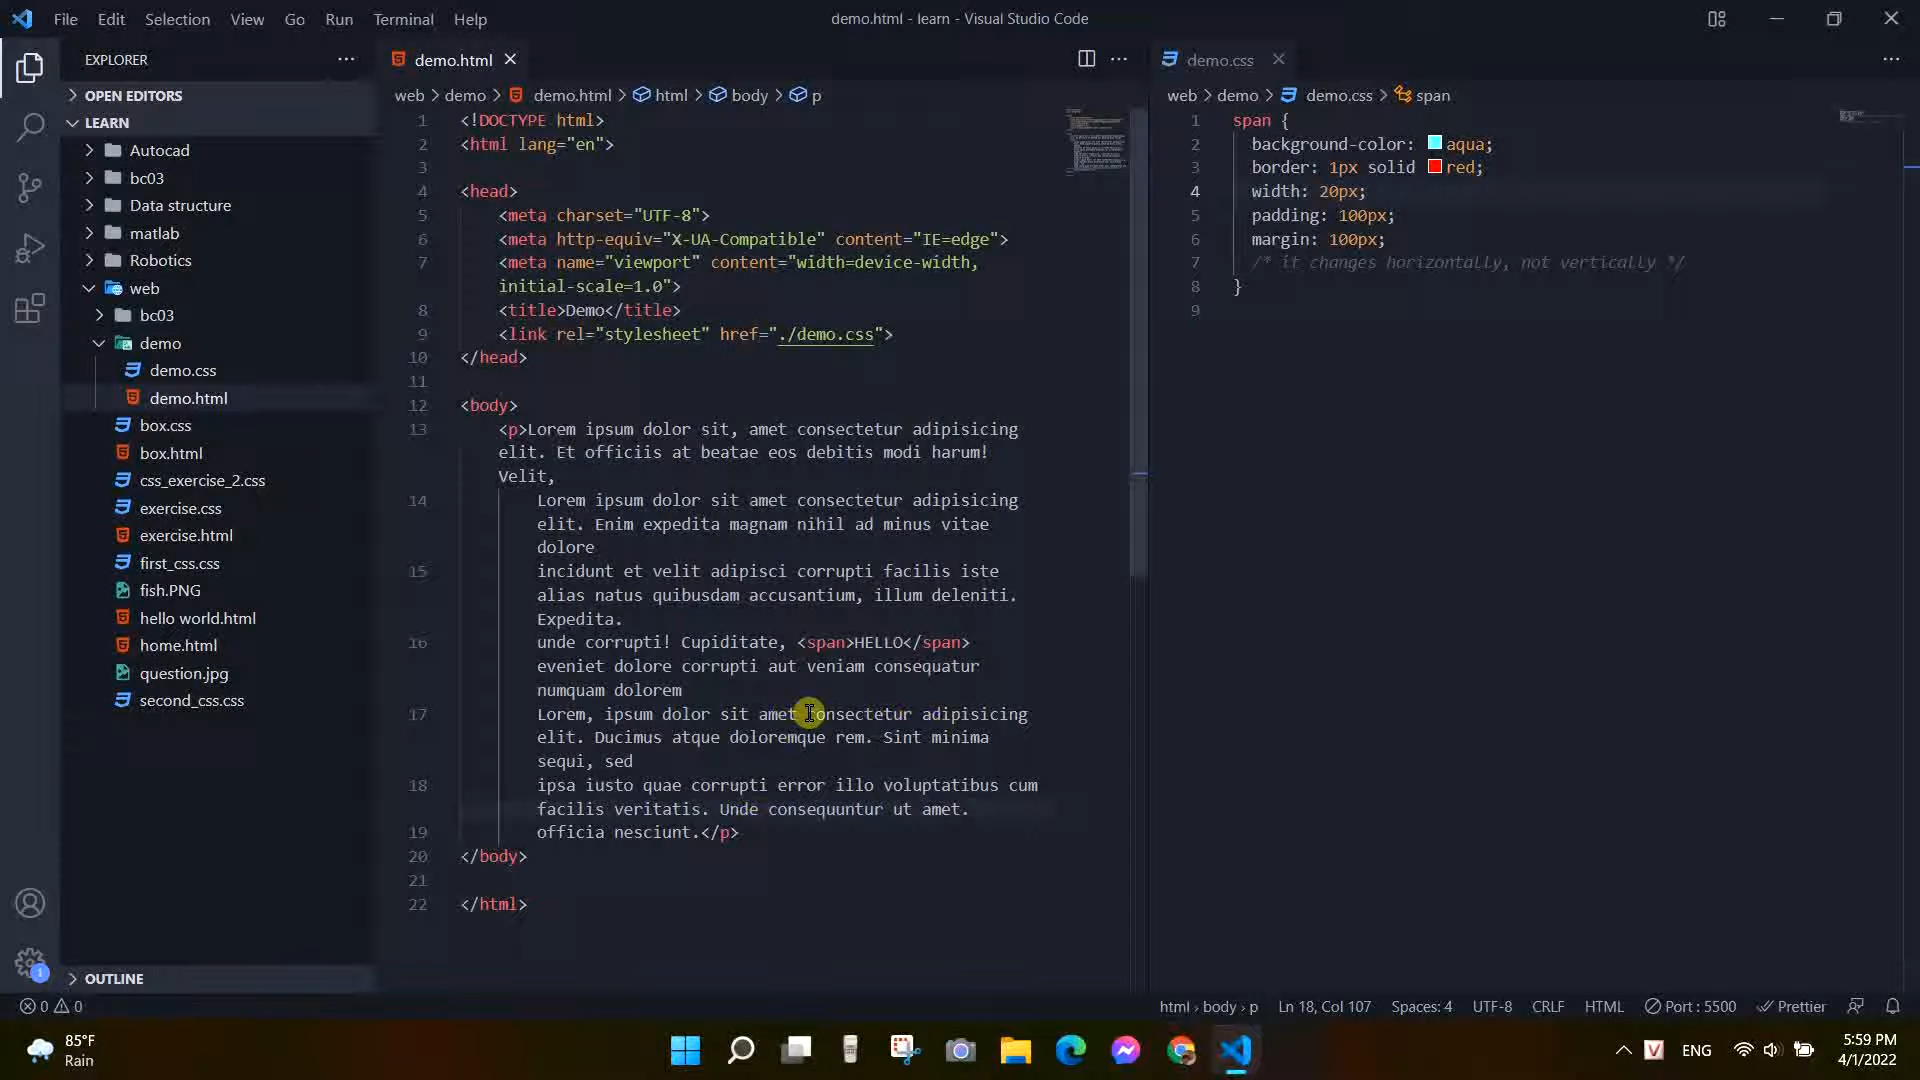 File Edit Selection View Go Run Terminal Help
demo.html - learn - Visual Studio Code
EXPLORER
OPEN EDITORS
LEARN
Autocad
bc03
Data structure
matlab
Robotics
web
bc03
demo
demo.css
demo.html
box.css
box.html
css_exercise_2.css
exercise.css
exercise.html
first_css.css
fish.PNG
hello world.html
home.html
question.jpg
second_css.css
OUTLINE
demo.html
web > demo > demo.html > html > body > p
1 <!DOCTYPE html>
2 <html lang="en">
3
4 <head>
5 <meta charset="UTF-8">
6 <meta http-equiv="X-UA-Compatible" content="IE=edge">
7 <meta name="viewport" content="width=device-width,
initial-scale=1.0">
8 <title>Demo</title>
9 <link rel="stylesheet" href="./demo.css">
10 </head>
11
12 <body>
13 <p>Lorem ipsum dolor sit, amet consectetur adipisicing
elit. Et officiis at beatae eos debitis modi harum!
Velit,
14 Lorem ipsum dolor sit amet consectetur adipisicing
elit. Enim expedita magnam nihil ad minus vitae
dolore
15 incidunt et velit adipisci corrupti facilis iste
alias natus quibusdam accusantium, illum deleniti.
Expedita.
16 unde corrupti! Cupiditate, <span>HELLO</span>
eveniet dolore corrupti aut veniam consequatur
numquam dolorem
17 Lorem, ipsum dolor sit amet consectetur adipisicing
elit. Ducimus atque doloremque rem. Sint minima
sequi, sed
18 ipsa iusto quae corrupti error illo voluptatibus cum
facilis veritatis. Unde consequuntur ut amet.
19 officia nesciunt.</p>
20 </body>
21
22 </html>
demo.css
web > demo > demo.css > span
1 span {
2 background-color: aqua;
3 border: 1px solid red;
4 width: 20px;
5 padding: 100px;
6 margin: 100px;
7 /* it changes horizontally, not vertically */
8 }
9
1
0 0
html > body > p Ln 18, Col 107 Spaces: 4 UTF-8 CRLF HTML Port : 5500 Prettier
85°F
Rain
V ENG
5:59 PM
4/1/2022